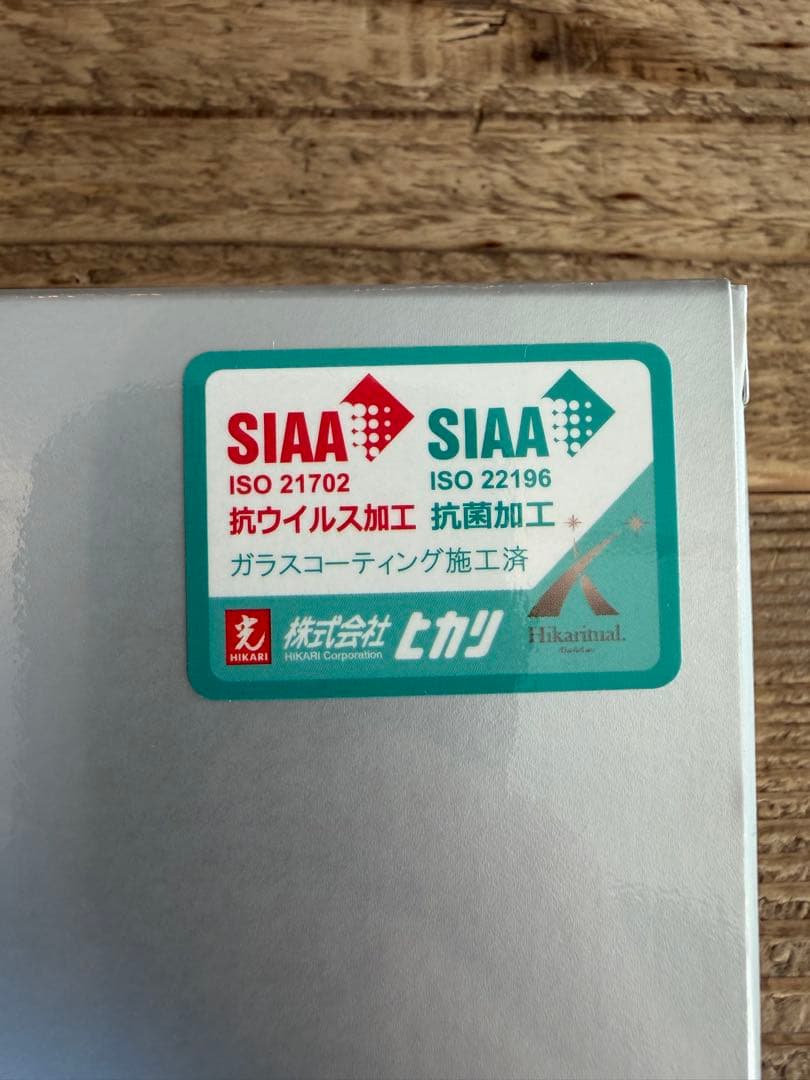 SIAA SIAA
ISO 21702 ISO 22196
抗ウイルス加工 抗菌加工
ガラスコーティング施工済
光
HIKARI
株式会社 ヒカリ
HIKARI Corporation
Hikaritual.